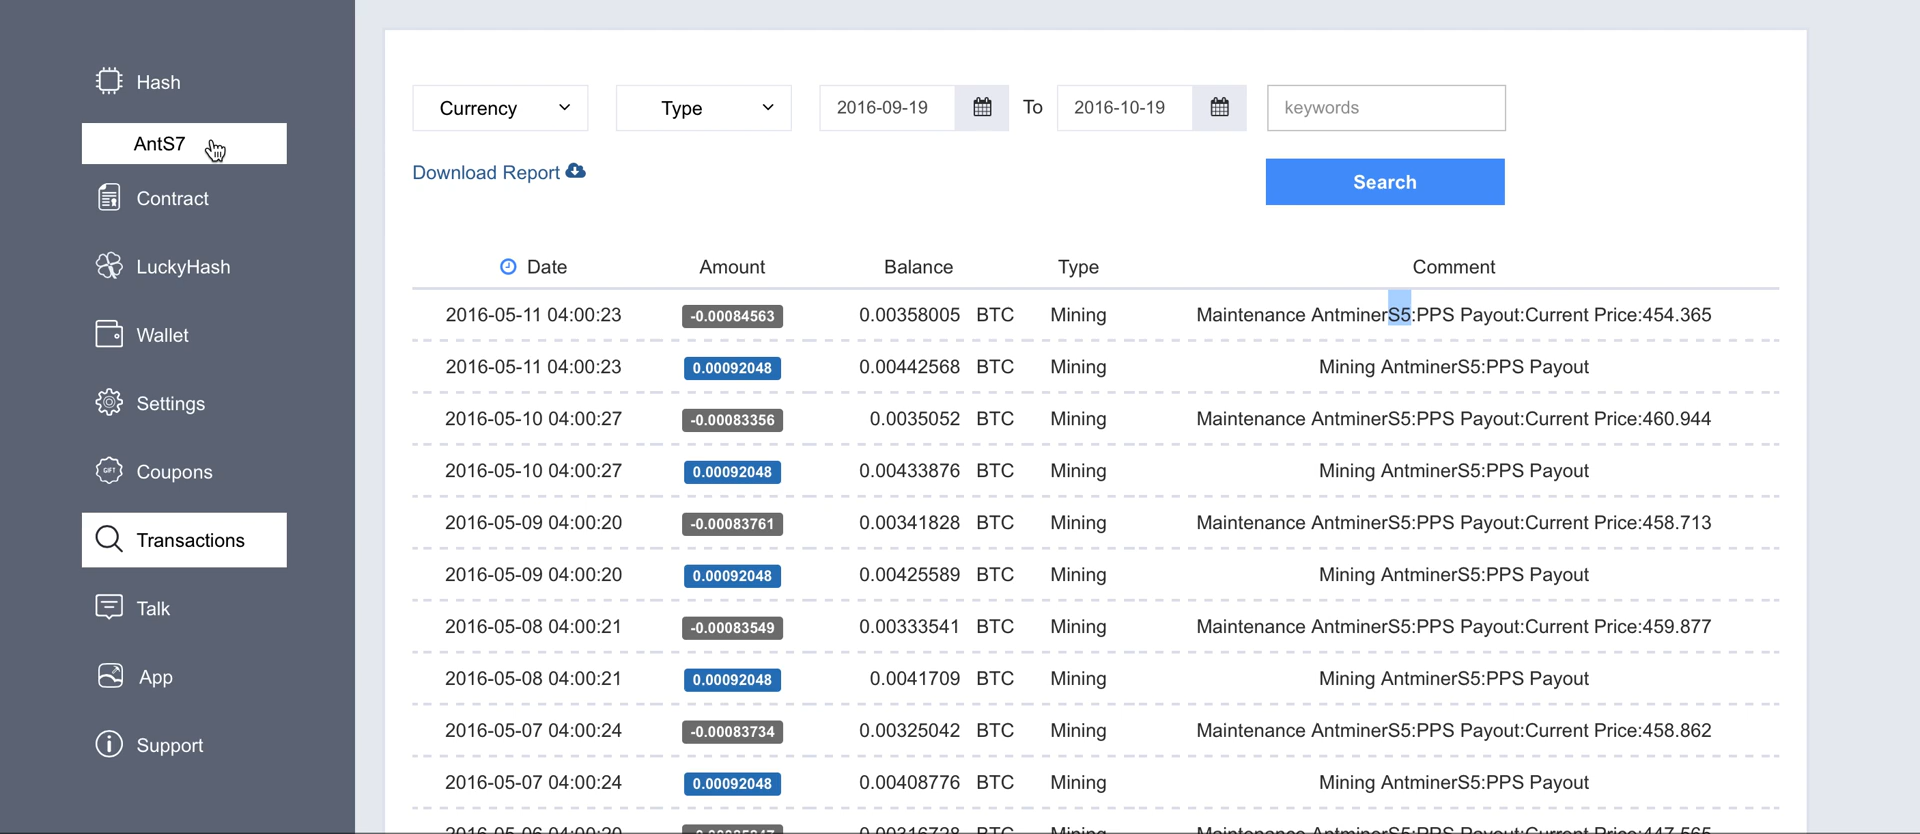 Hash
AntS7
Contract
LuckyHash
Wallet
Settings
GIFT Coupons
Transactions
Talk
App
Support
Currency Type 2016-09-19 To 2016-10-19 keywords
Download Report Search
Date Amount Balance Type Comment
2016-05-11 04:00:23 -0.00084563 0.00358005 BTC Mining Maintenance AntminerS5:PPS Payout:Current Price:454.365
2016-05-11 04:00:23 0.00092048 0.00442568 BTC Mining Mining AntminerS5:PPS Payout
2016-05-10 04:00:27 -0.00083356 0.0035052 BTC Mining Maintenance AntminerS5:PPS Payout:Current Price:460.944
2016-05-10 04:00:27 0.00092048 0.00433876 BTC Mining Mining AntminerS5:PPS Payout
2016-05-09 04:00:20 -0.00083761 0.00341828 BTC Mining Maintenance AntminerS5:PPS Payout:Current Price:458.713
2016-05-09 04:00:20 0.00092048 0.00425589 BTC Mining Mining AntminerS5:PPS Payout
2016-05-08 04:00:21 -0.00083549 0.00333541 BTC Mining Maintenance AntminerS5:PPS Payout:Current Price:459.877
2016-05-08 04:00:21 0.00092048 0.0041709 BTC Mining Mining AntminerS5:PPS Payout
2016-05-07 04:00:24 -0.00083734 0.00325042 BTC Mining Maintenance AntminerS5:PPS Payout:Current Price:458.862
2016-05-07 04:00:24 0.00092048 0.00408776 BTC Mining Mining AntminerS5:PPS Payout